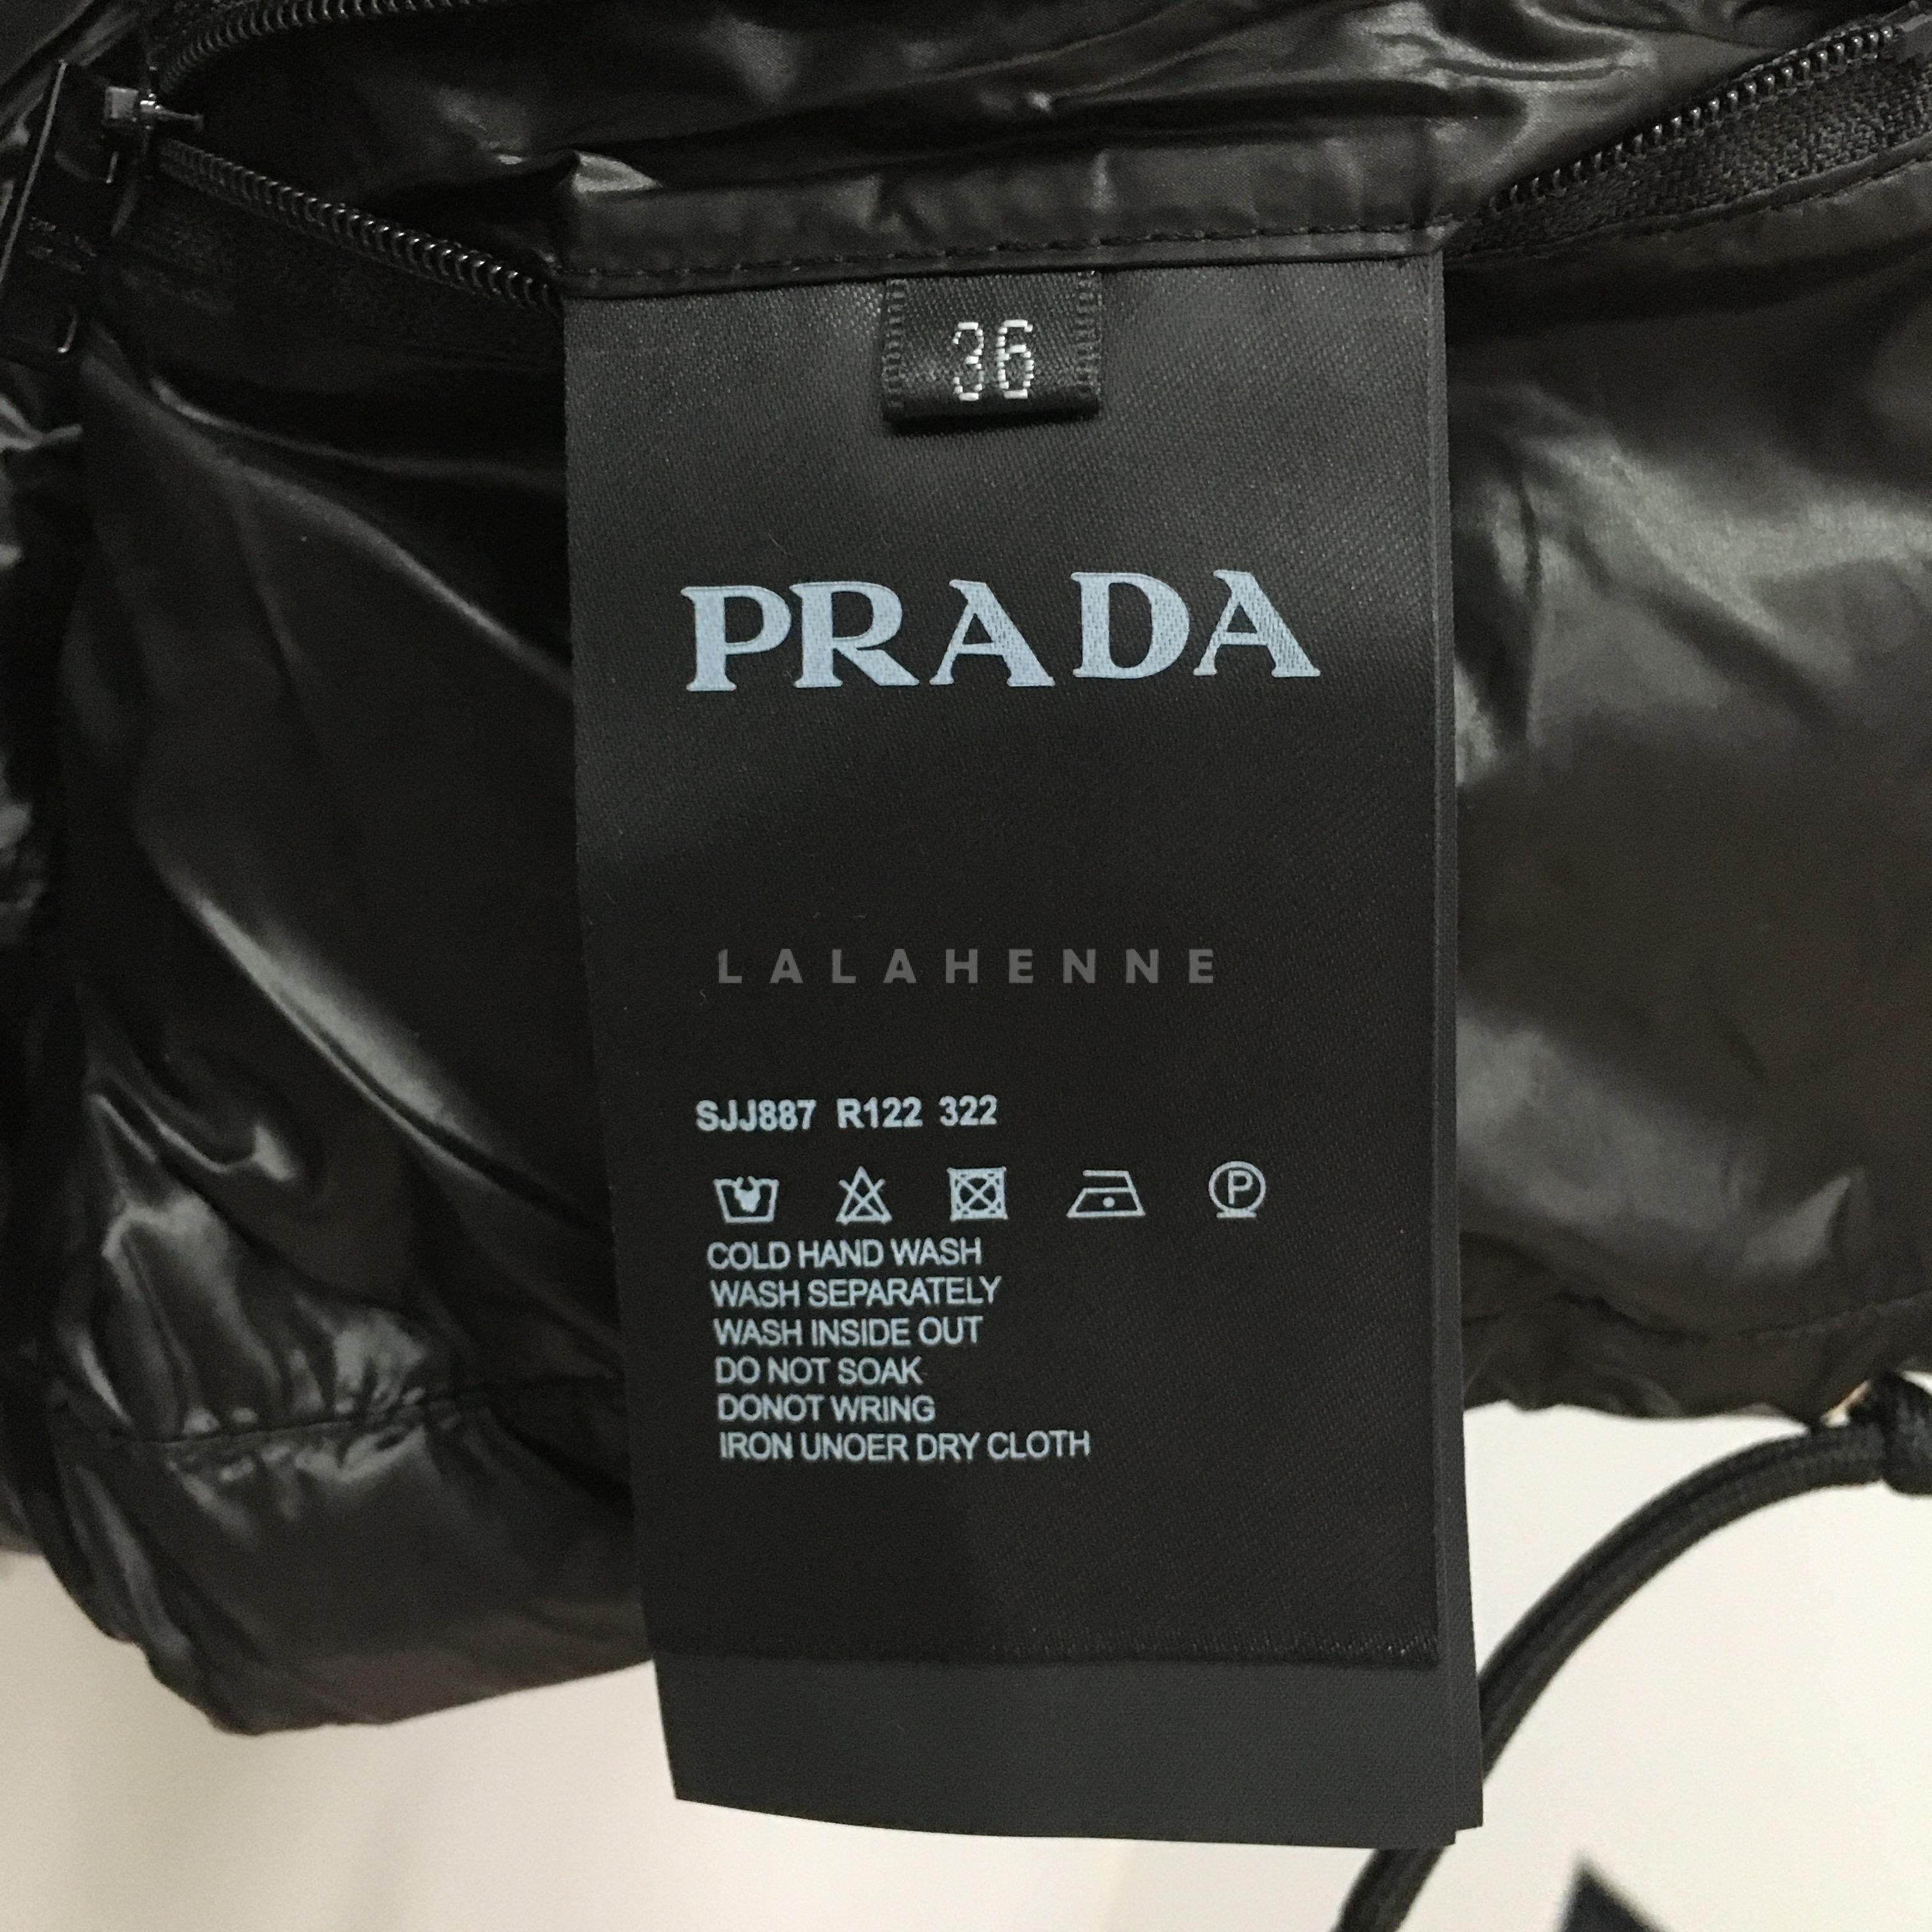 36
PRADA
LALAHENNE
SJJ887 R122 322
P
COLD HAND WASH
WASH SEPARATELY
WASH INSIDE OUT
DO NOT SOAK
DONOT WRING
IRON UNOER DRY CLOTH